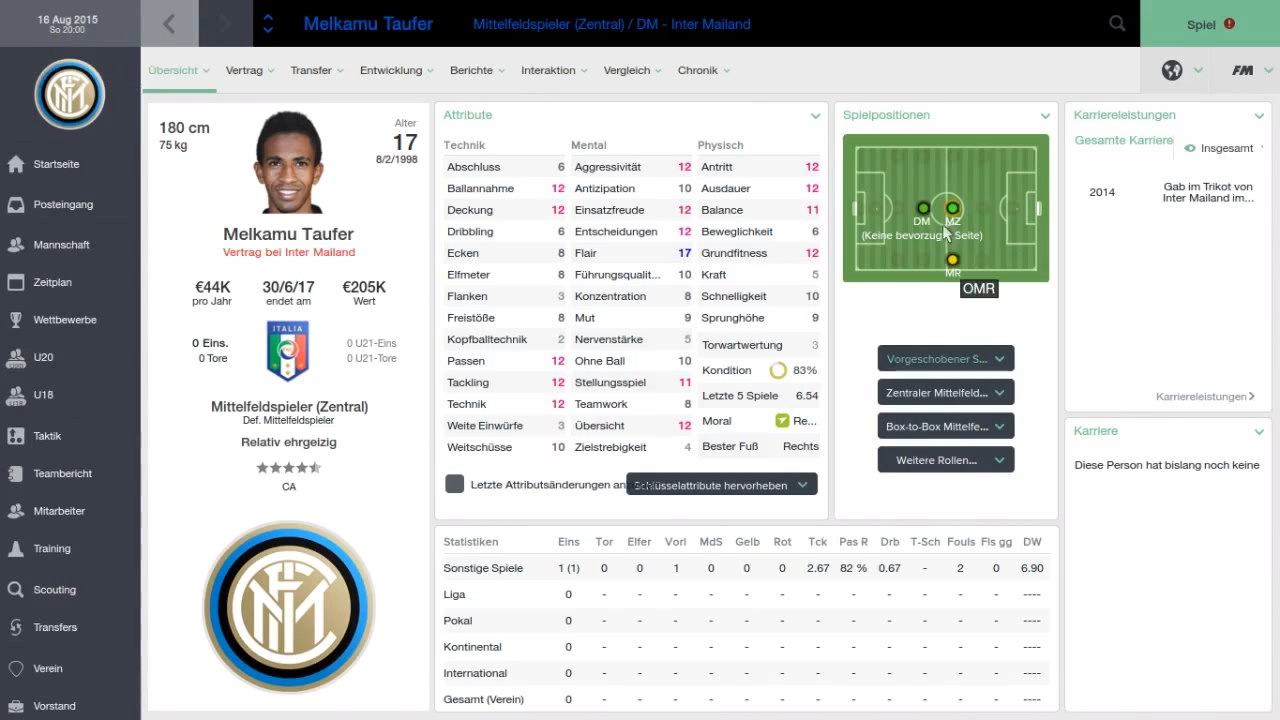 16 Aug 2015
So 20:00
Melkamu Taufer
Mittelfeldspieler (Zentral) / DM - Inter Mailand
Spiel
Übersicht Vertrag Transfer Entwicklung Berichte Interaktion Vergleich Chronik
FM
Startseite
Posteingang
Mannschaft
Zeitplan
Wettbewerbe
U20
U18
Taktik
Teambericht
Mitarbeiter
Training
Scouting
Transfers
Verein
Vorstand
180 cm
75 kg
Alter
17
8/2/1998
Melkamu Taufer
Vertrag bei Inter Mailand
€44K 30/6/17 €205K
pro Jahr endet am Wert
0 Eins.
0 Tore
ITALIA
0 U21-Eins
0 U21-Tore
Mittelfeldspieler (Zentral)
Def. Mittelfeldspieler
Relativ ehrgeizig
CA
Attribute
Technik Mental Physisch
Abschluss 6 Aggressivität 12 Antritt 12
Ballannahme 12 Antizipation 10 Ausdauer 12
Deckung 12 Einsatzfreude 12 Balance 11
Dribbling 6 Entscheidungen 12 Beweglichkeit 6
Ecken 8 Flair 17 Grundfitness 12
Elfmeter 8 Führungsqualit... 10 Kraft 5
Flanken 3 Konzentration 8 Schnelligkeit 10
Freistöße 8 Mut 9 Sprunghöhe 9
Kopfballtechnik 2 Nervenstärke 5 Torwartwertung 3
Passen 12 Ohne Ball 10 Kondition 83%
Tackling 12 Stellungsspiel 11 Letzte 5 Spiele 6.54
Technik 12 Teamwork 8 Moral Re...
Weite Einwürfe 3 Übersicht 12 Bester Fuß Rechts
Weitschüsse 10 Zielstrebigkeit 4
Letzte Attributsänderungen
Schlüsselattribute hervorheben
Spielpositionen
DM MZ
(Keine bevorzug Seite)
MR
OMR
Vorgeschobener S...
Zentraler Mittelfeld...
Box-to-Box Mittelfe...
Weitere Rollen...
Karriereleistungen
Gesamte Karriere Insgesamt
2014 Gab im Trikot von
Inter Mailand im...
Karriereleistungen
Karriere
Diese Person hat bislang noch keine
Statistiken Eins Tor Elfer Vorl MdS Gelb Rot Tck Pas R Drb T-Sch Fouls Fls gg DW
Sonstige Spiele 1 (1) 0 0 1 0 0 0 2.67 82 % 0.67 - 2 0 6.90
Liga 0 - - - - - - - - - - - - ----
Pokal 0 - - - - - - - - - - - - ----
Kontinental 0 - - - - - - - - - - - - ----
International 0 - - - - - - - - - - - - ----
Gesamt (Verein) 0 - - - - - - - - - - - - ----